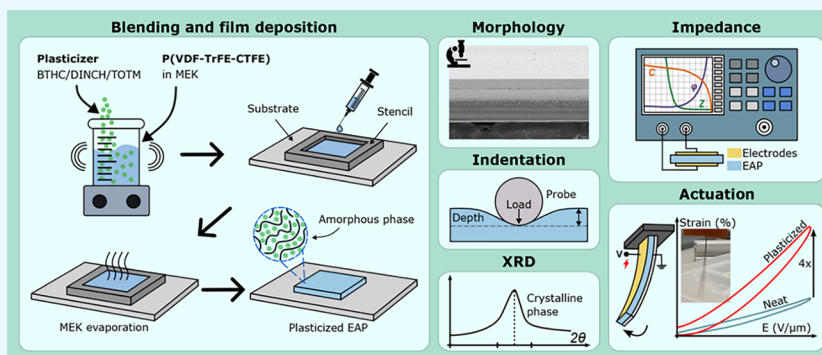 Blending and film deposition
Plasticizer
BTHC/DINCH/TOTM
P(VDF-TrFE-CTFE)
in MEK
Substrate
Stencil
Amorphous phase
MEK evaporation
Plasticized EAP
Morphology
Indentation
Probe
Load
Depth
XRD
Crystalline
phase
2θ
Impedance
C
φ
Z
Electrodes
EAP
Actuation
V
Strain (%)
Plasticized
4x
Neat
E (V/μm)